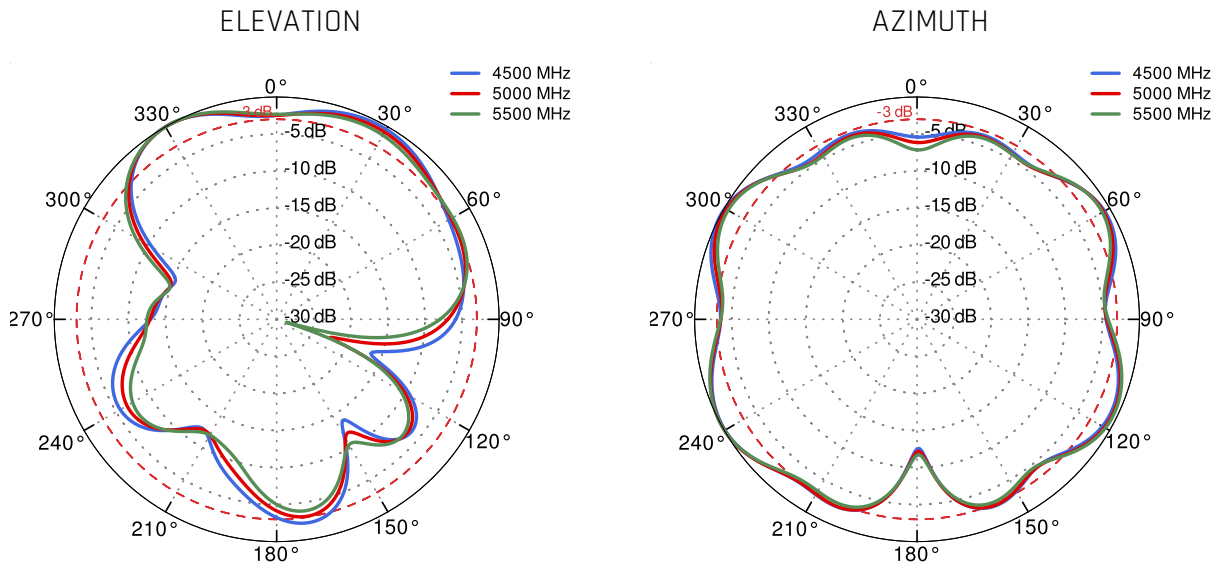 ELEVATION
4500 MHz
5000 MHz
5500 MHz
0°
30°
60°
90°
120°
150°
180°
210°
240°
270°
300°
330°
-3 dB
-5 dB
-10 dB
-15 dB
-20 dB
-25 dB
-30 dB
AZIMUTH
4500 MHz
5000 MHz
5500 MHz
0°
30°
60°
90°
120°
150°
180°
210°
240°
270°
300°
330°
-3 dB
-5 dB
-10 dB
-15 dB
-20 dB
-25 dB
-30 dB